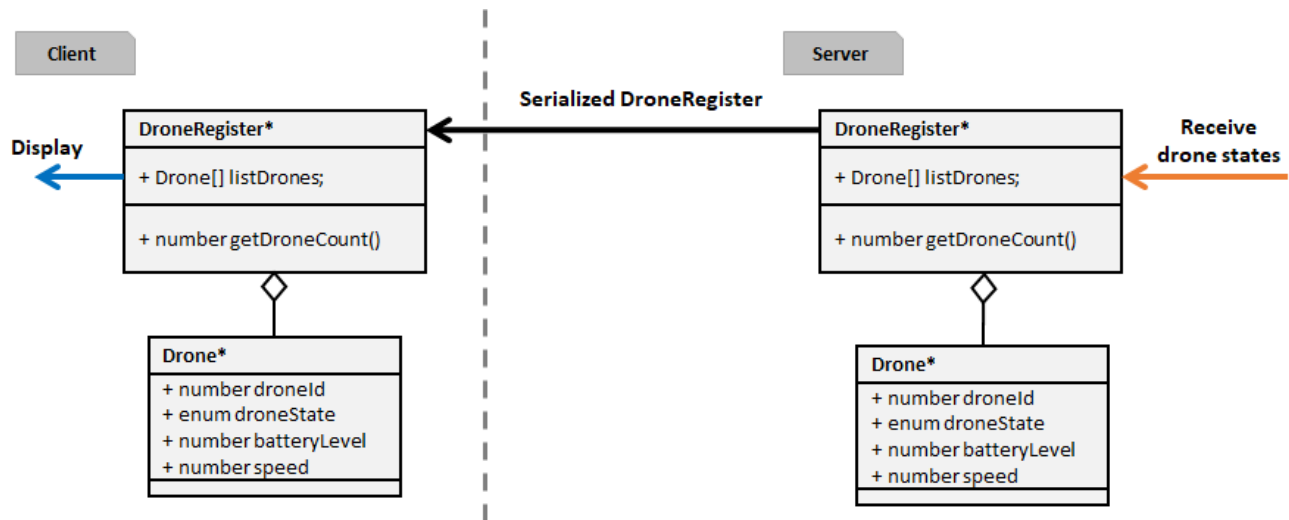 Client
Server
Serialized DroneRegister
DroneRegister*
+ Drone[] listDrones;
+ number getDroneCount()
Display
Drone*
+ number droneId
+ enum droneState
+ number batteryLevel
+ number speed
DroneRegister*
+ Drone[] listDrones;
+ number getDroneCount()
Receive
drone states
Drone*
+ number droneId
+ enum droneState
+ number batteryLevel
+ number speed